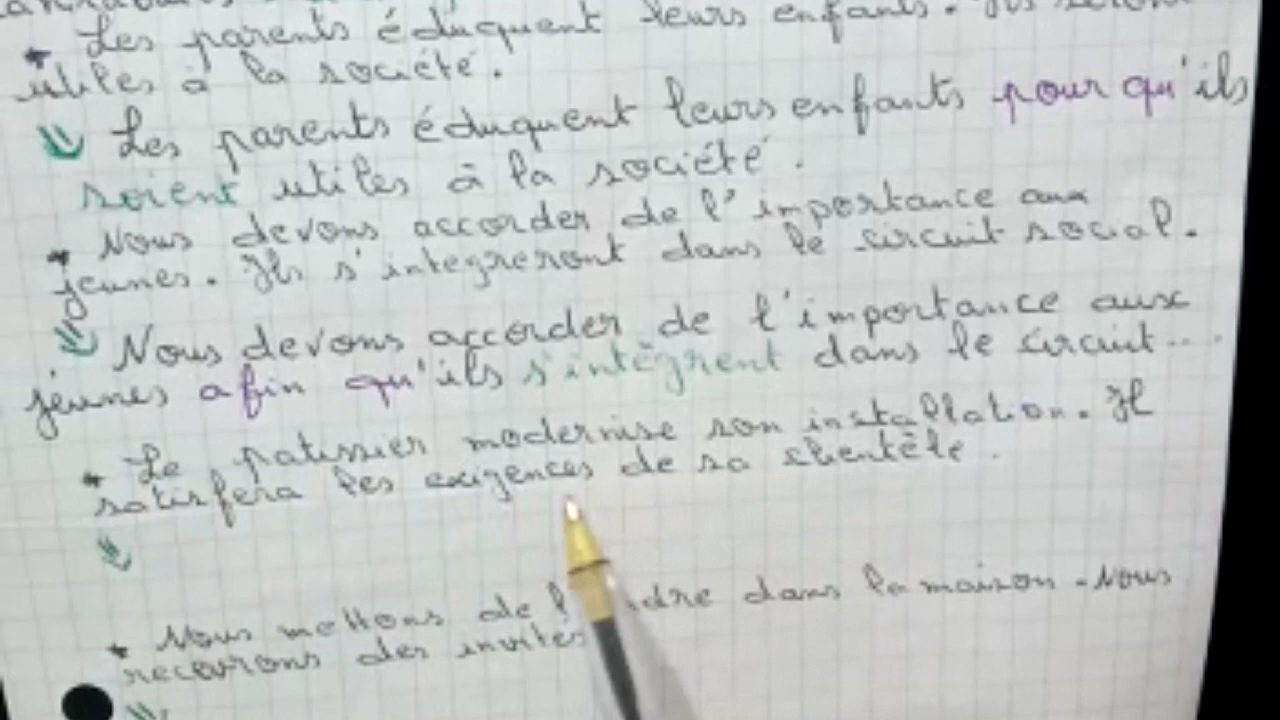 * Les parents éduquent leurs enfants. Ils seront
utiles à la société.
Les parents éduquent leurs enfants pour qu'ils
soient utiles à la société.
* Nous devons accorder de l'importance aux
jeunes. Ils s'integreront dans le circuit social.
Nous devons accorder de l'importance aux
jeunes afin qu'ils s'intègrent dans le circuit...
* Le patissier modernise son installation. Il
satisfera les exigences de sa clientèle.
* Nous mettons de l' dre dans la maison. Nous
recevrons des invités